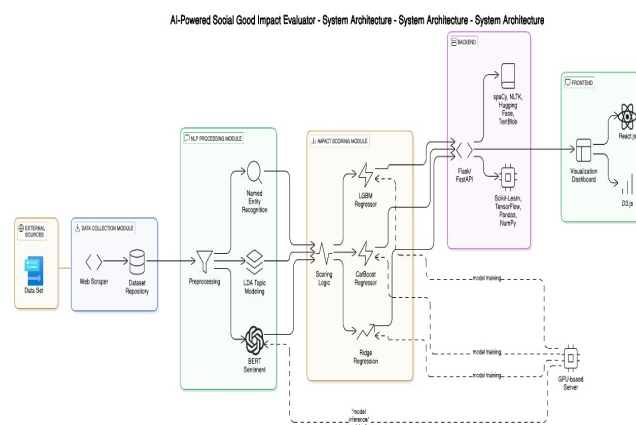 AI-Powered Social Good Impact Evaluator - System Architecture - System Architecture - System Architecture
EXTERNAL
SOURCES
Data Set
DATA COLLECTION MODULE
Web Scraper
Dataset
Repository
NLP PROCESSING MODULE
Preprocessing
Named
Entity
Recognition
LDA Topic
Modeling
BERT
Sentiment
IMPACT SCORING MODULE
Scoring
Logic
LGBM
Regressor
CatBoost
Regressor
Ridge
Regression
BACKEND
spaCy, NLTK,
Hugging
Face,
TextBlob
Flask/
FastAPI
Scikit-Learn,
TensorFlow,
Pandas,
NumPy
FRONTEND
Visualization
Dashboard
React.js
D3.js
model training
model training
model training
GPU-based
Server
"model
inference/